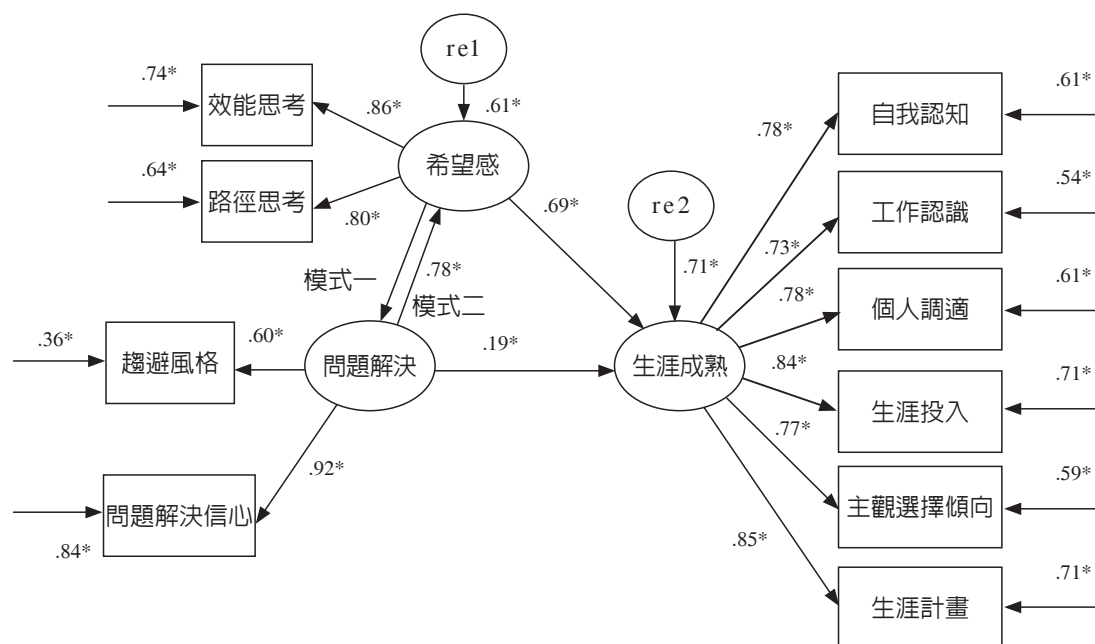 re1
.74*
效能思考
.86*
.61*
希望感
.64*
路徑思考
.80*
.69*
re2
模式一
.78*
模式二
.71*
.36*
趨避風格
.60*
問題解決
.19*
生涯成熟
.92*
問題解決信心
.84*
.61*
自我認知
.78*
.54*
工作認識
.73*
.61*
個人調適
.78*
.71*
生涯投入
.84*
.59*
主觀選擇傾向
.77*
.71*
生涯計畫
.85*